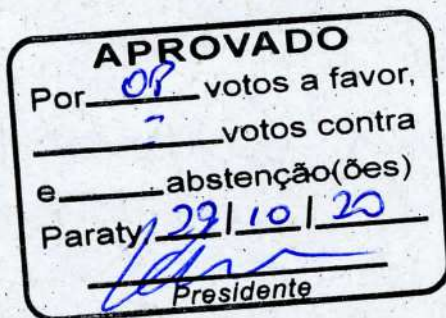 APROVADO
Por 08 votos a favor,
- votos contra
e abstenção(ões)
Paraty, 29/10/20
Presidente